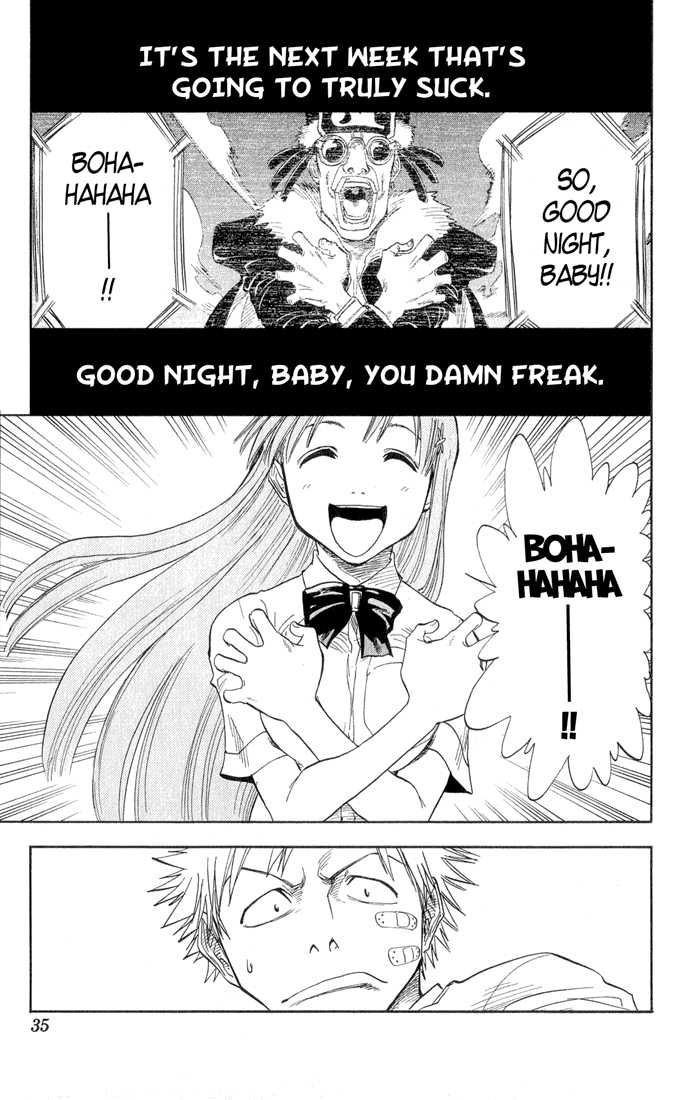 IT'S THE NEXT WEEK THAT'S
GOING TO TRULY SUCK.
SO,
GOOD
NIGHT,
BABY!!
BOHA-
HAHAHA
!!
GOOD NIGHT, BABY, YOU DAMN FREAK.
BOHA-
HAHAHA
!!
35